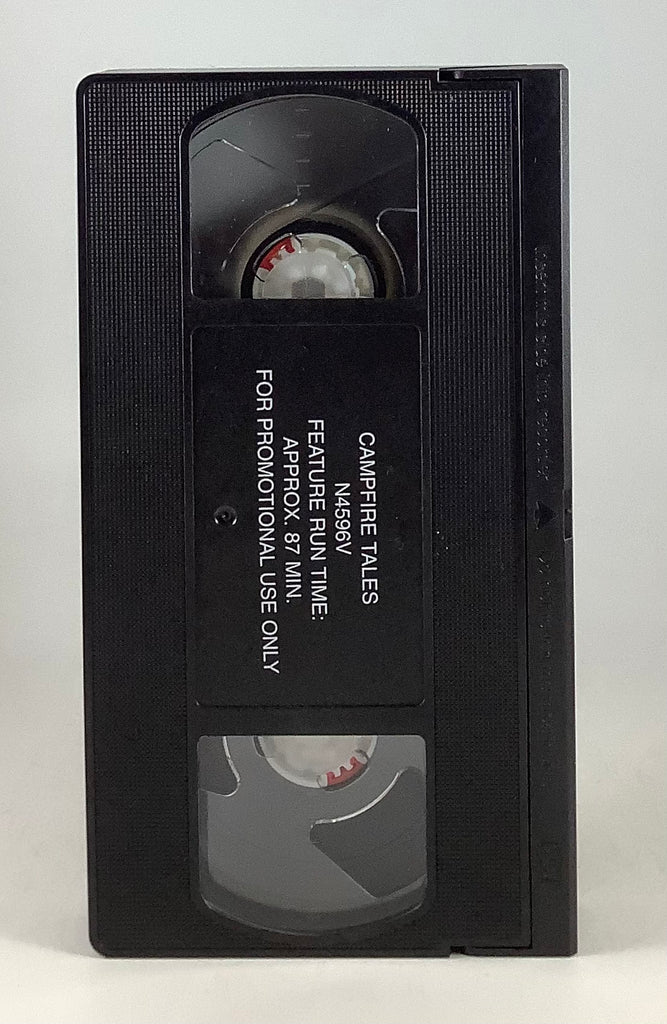 CAMPFIRE TALES
N4596V
FEATURE RUN TIME:
APPROX. 87 MIN.
FOR PROMOTIONAL USE ONLY